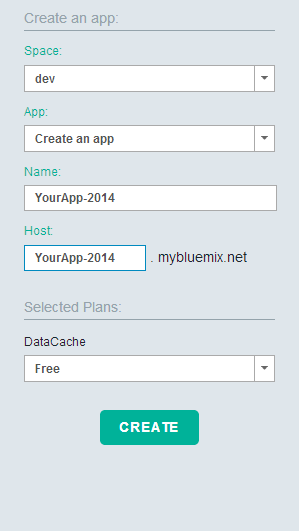 Create an app:
Space:
dev
App:
Create an app
Name:
YourApp-2014
Host:
YourApp-2014 . mybluemix.net
Selected Plans:
DataCache
Free
CREATE